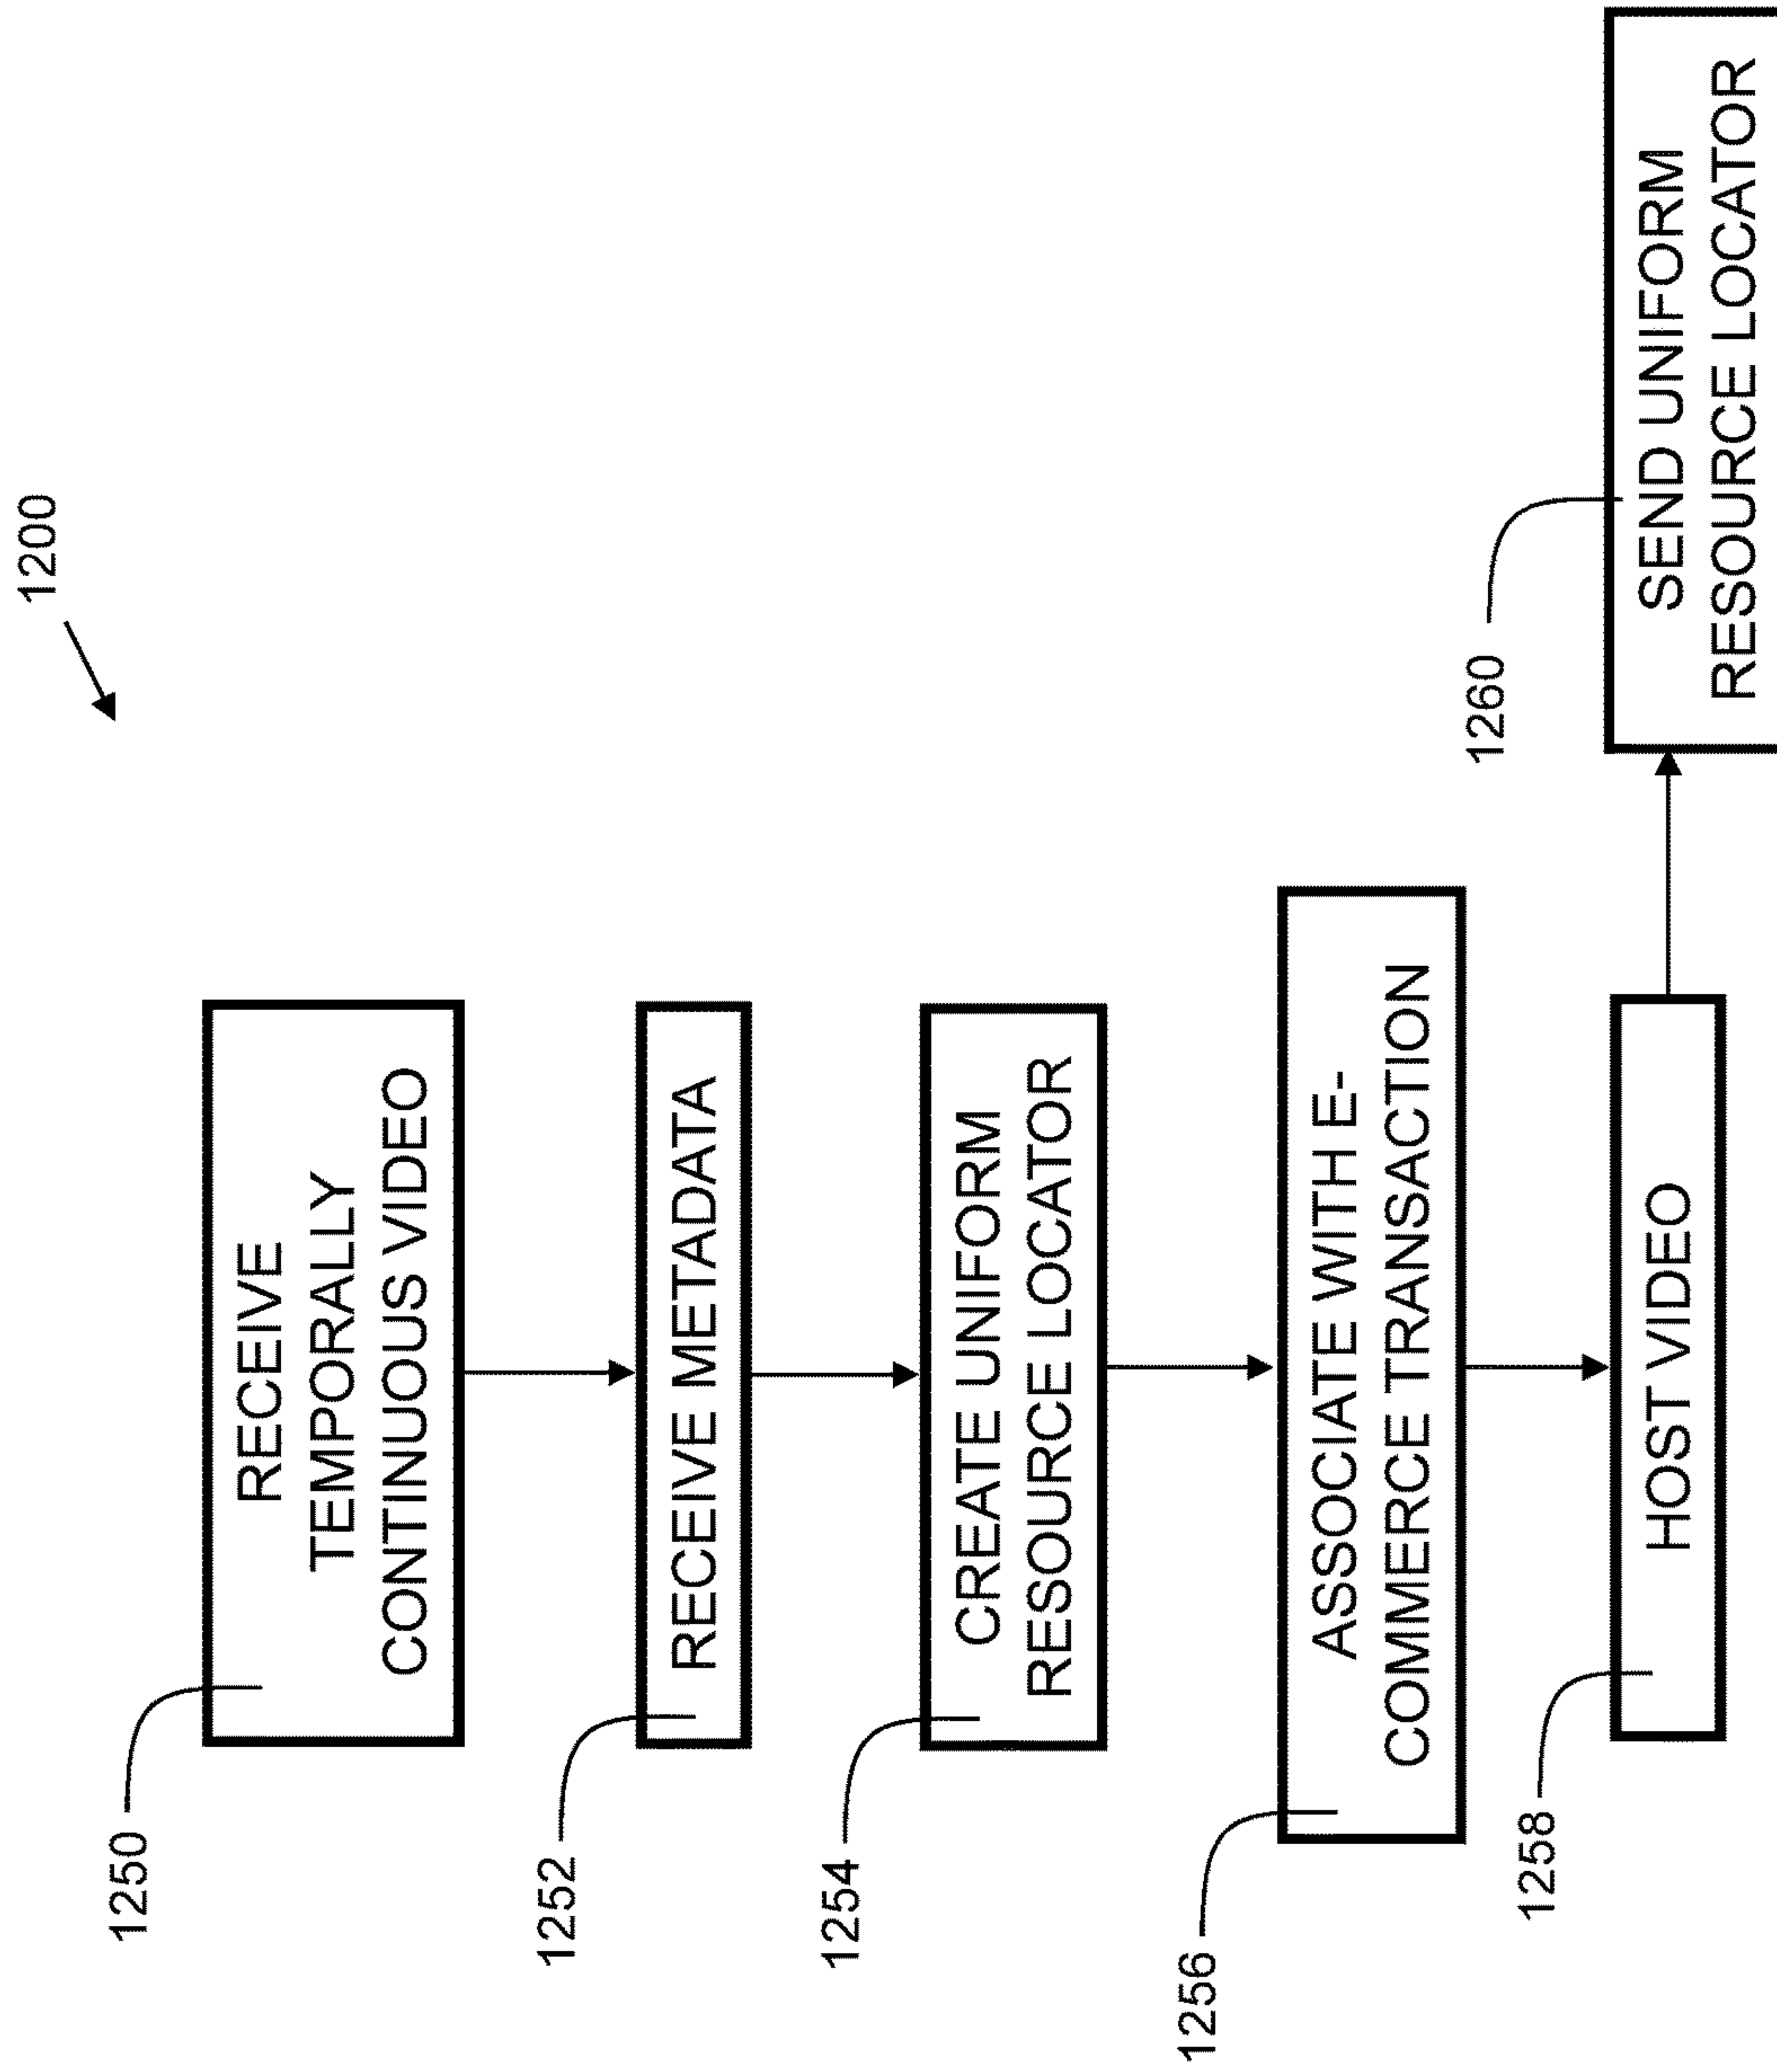 1200
1250
RECEIVE
TEMPORALLY
CONTINUOUS VIDEO
1252
RECEIVE METADATA
1254
CREATE UNIFORM
RESOURCE LOCATOR
1256
ASSOCIATE WITH E-
COMMERCE TRANSACTION
1258
HOST VIDEO
1260
SEND UNIFORM
RESOURCE LOCATOR